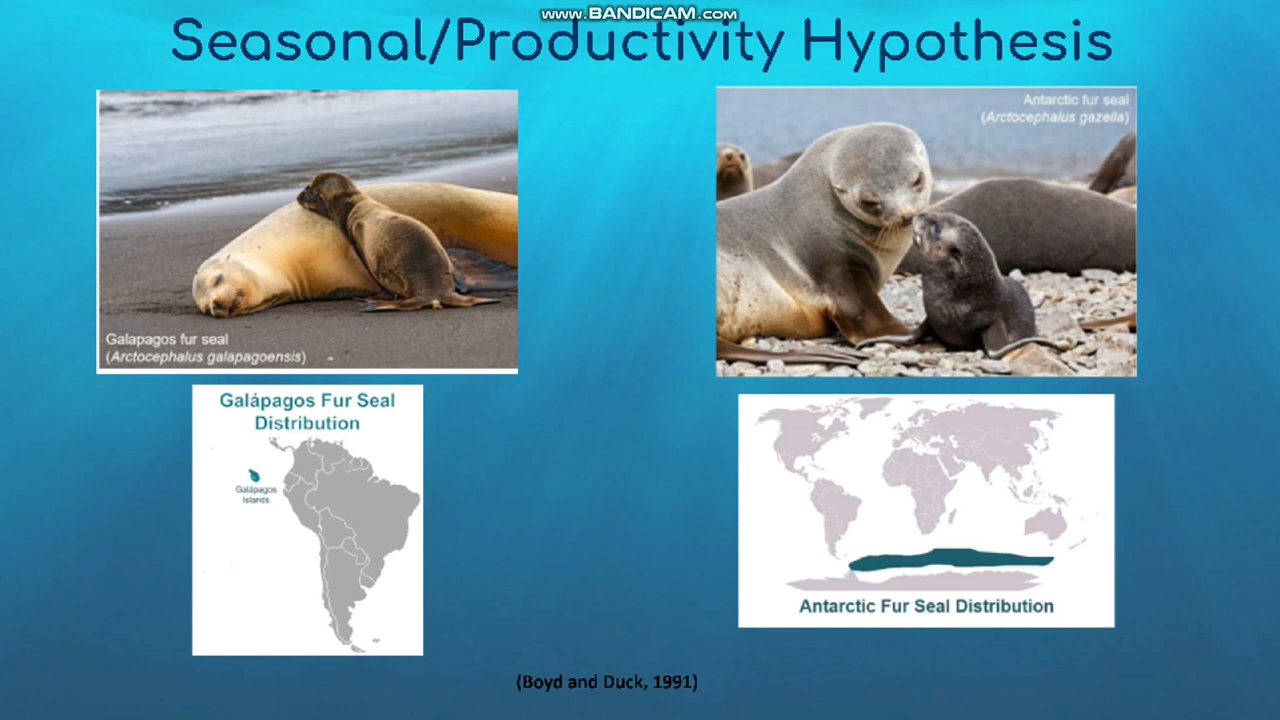 www.BANDICAM.com
Seasonal/Productivity Hypothesis
Galapagos fur seal
(Arctocephalus galapagoensis)
Antarctic fur seal
(Arctocephalus gazella)
Galápagos Fur Seal
Distribution
Galápagos
Islands
Antarctic Fur Seal Distribution
(Boyd and Duck, 1991)